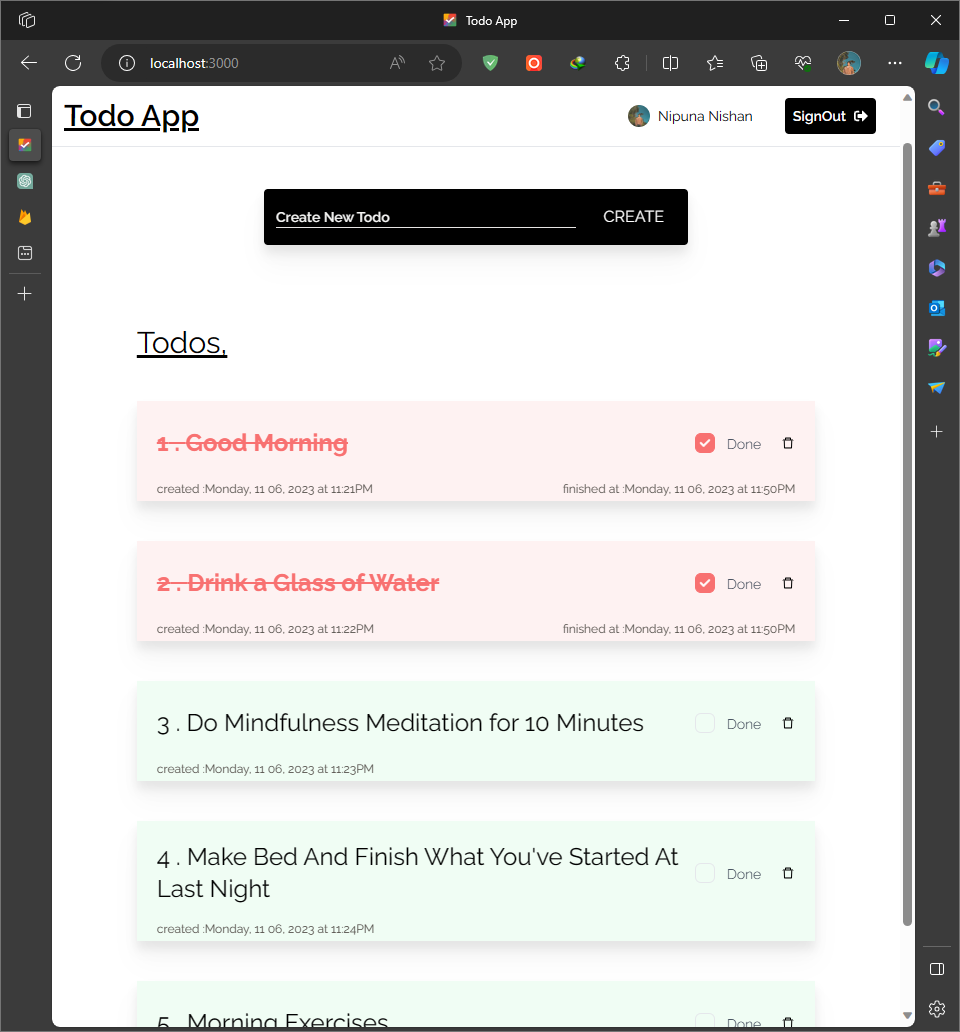 Todo App
localhost:3000
Todo App
Nipuna Nishan
SignOut
Create New Todo
CREATE
Todos,
1 . Good Morning
Done
created :Monday, 11 06, 2023 at 11:21PM
finished at :Monday, 11 06, 2023 at 11:50PM
2 . Drink a Glass of Water
Done
created :Monday, 11 06, 2023 at 11:22PM
finished at :Monday, 11 06, 2023 at 11:50PM
3 . Do Mindfulness Meditation for 10 Minutes
Done
created :Monday, 11 06, 2023 at 11:23PM
4 . Make Bed And Finish What You've Started At
Last Night
Done
created :Monday, 11 06, 2023 at 11:24PM
5 . Morning Exercises
Done